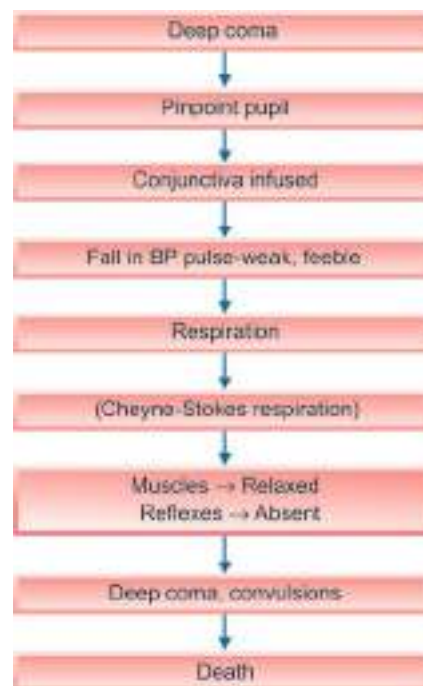 Deep coma
Pinpoint pupil
Conjunctiva infused
Fall in BP pulse-weak, feeble
Respiration
(Cheyne-Stokes respiration)
Muscles → Relaxed
Reflexes → Absent
Deep coma, convulsions
Death